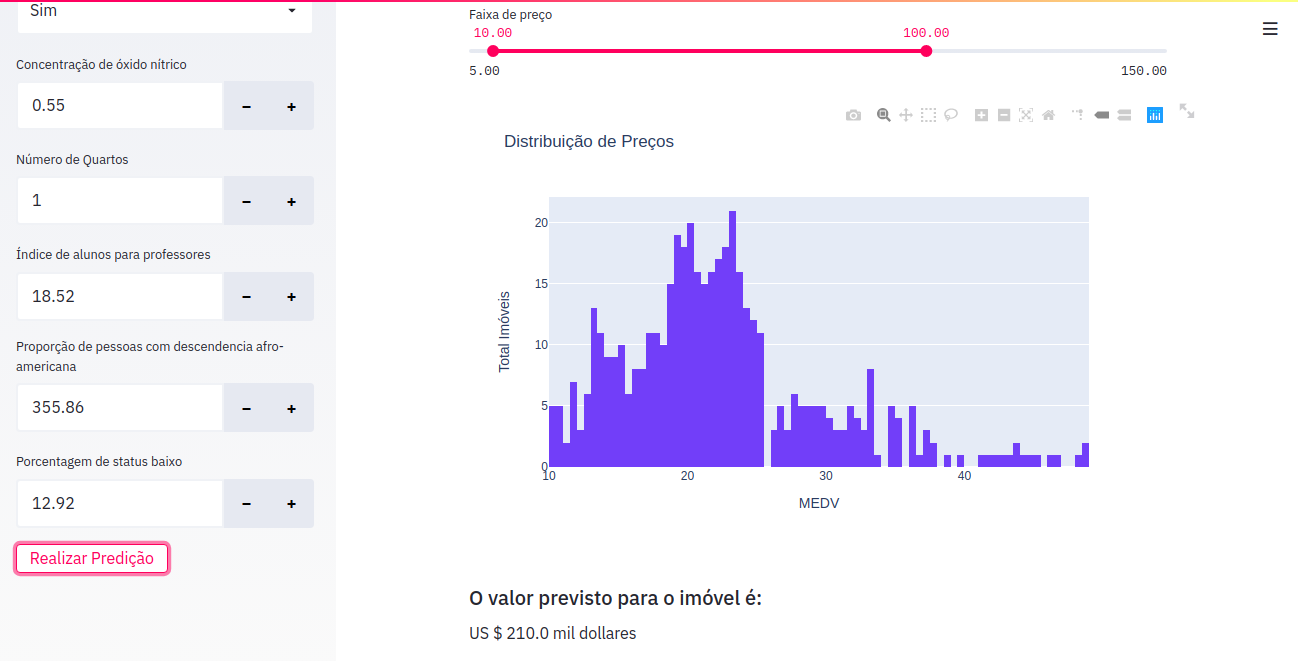 Sim
Concentração de óxido nítrico
0.55
Número de Quartos
1
Índice de alunos para professores
18.52
Proporção de pessoas com descendencia afro-
americana
355.86
Porcentagem de status baixo
12.92
Realizar Predição
Faixa de preço
10.00 100.00
5.00 150.00
Distribuição de Preços
Total Imóveis
20
15
10
5
0
10 20 30 40
MEDV
O valor previsto para o imóvel é:
US $ 210.0 mil dollares